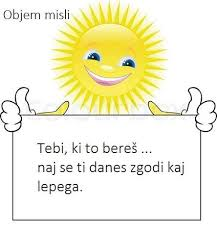 Objem misli
Tebi, ki to bereš ...
naj se ti danes zgodi kaj
lepega.